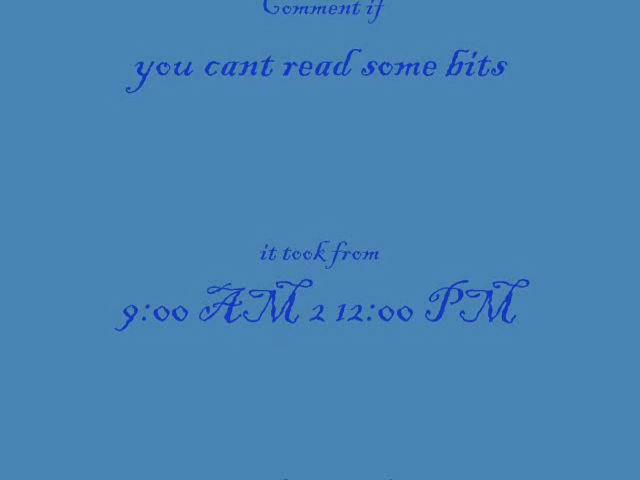 Comment if
you cant read some bits
it took from
9:00 AM 2 12:00 PM